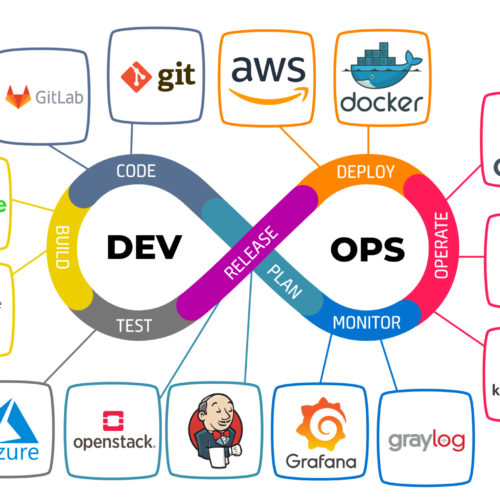 GitLab
git
aws
docker
CODE
DEPLOY
BUILD
DEV
RELEASE
OPS
OPERATE
PLAN
TEST
MONITOR
zure
openstack.
Grafana
graylog